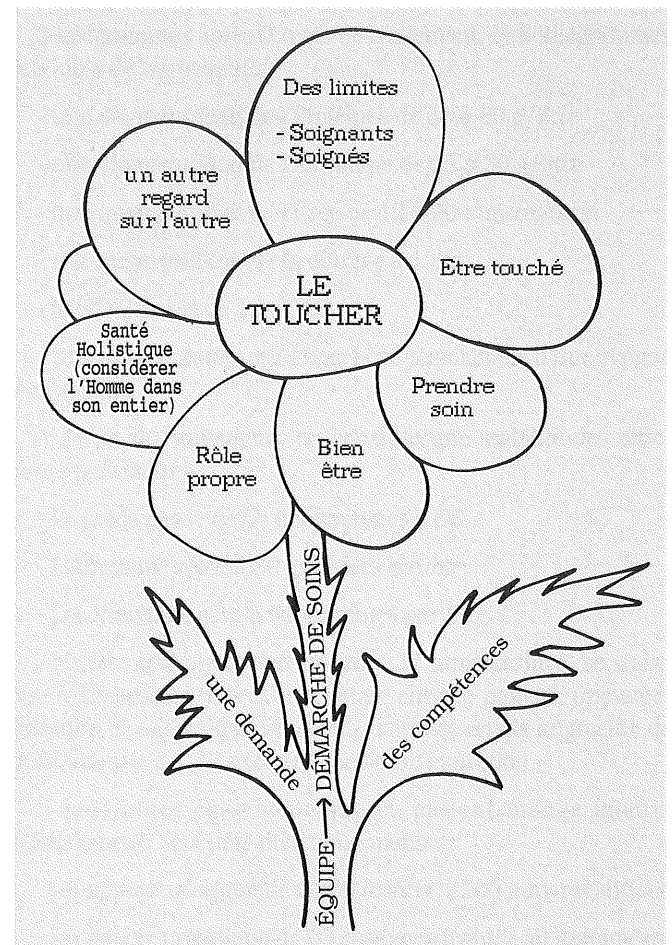 Des limites
- Soignants
- Soignés
un autre
regard
sur l'autre
Etre touché
LE
TOUCHER
Santé
Holistique
(considérer
l'Homme dans
son entier)
Prendre
soin
Rôle
propre
Bien
être
une demande
des compétences
ÉQUIPE → DÉMARCHE DE SOINS